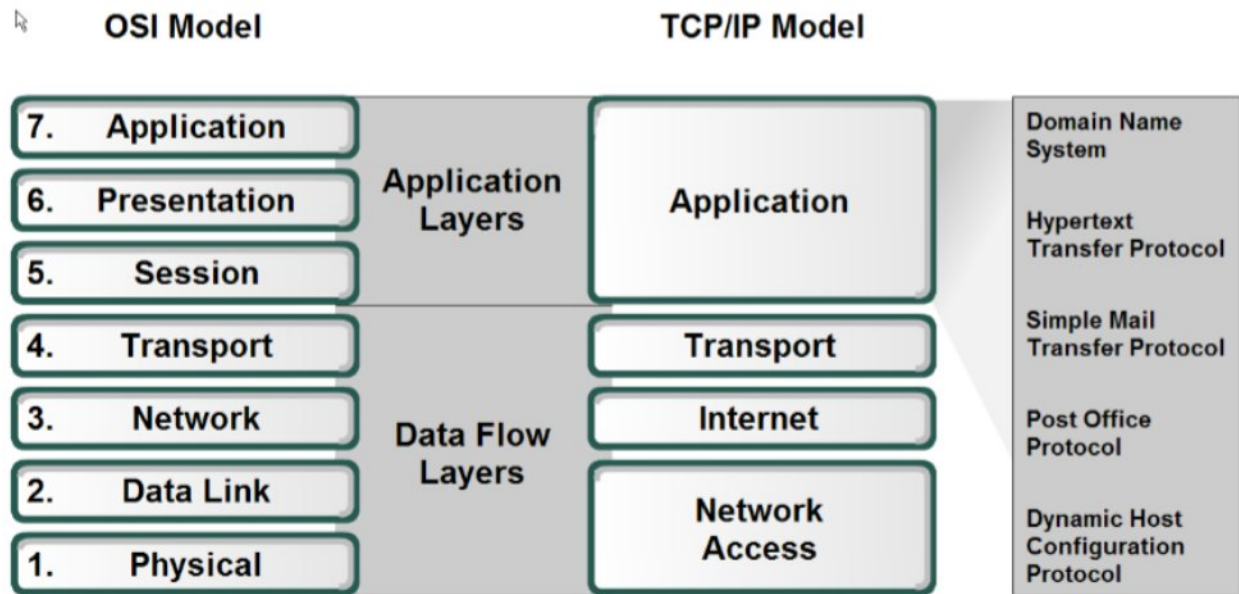 OSI Model
TCP/IP Model
7. Application
6. Presentation
5. Session
4. Transport
3. Network
2. Data Link
1. Physical
Application
Layers
Data Flow
Layers
Application
Transport
Internet
Network
Access
Domain Name
System
Hypertext
Transfer Protocol
Simple Mail
Transfer Protocol
Post Office
Protocol
Dynamic Host
Configuration
Protocol